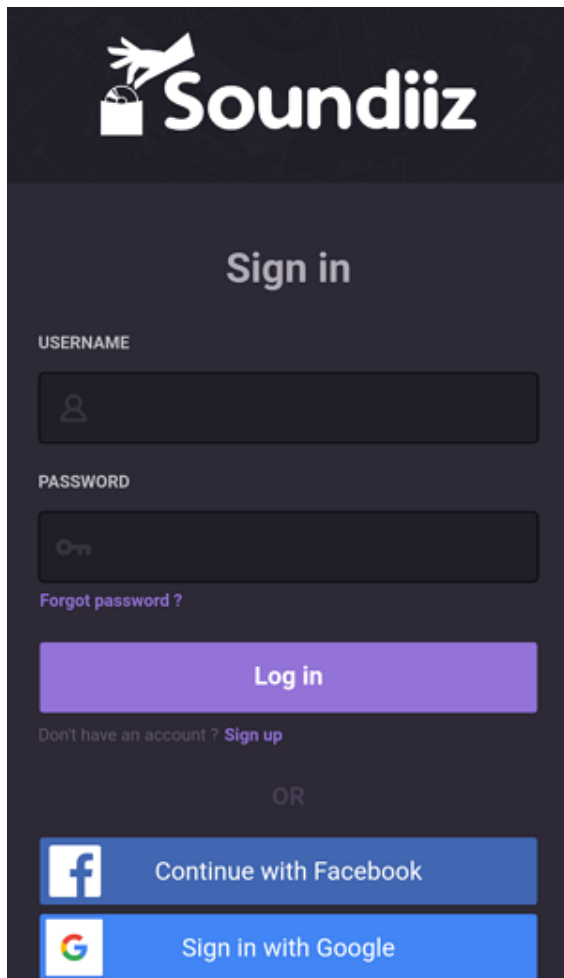 Soundiiz
Sign in
USERNAME
PASSWORD
Forgot password ?
Log in
Don't have an account ? Sign up
OR
f Continue with Facebook
G Sign in with Google